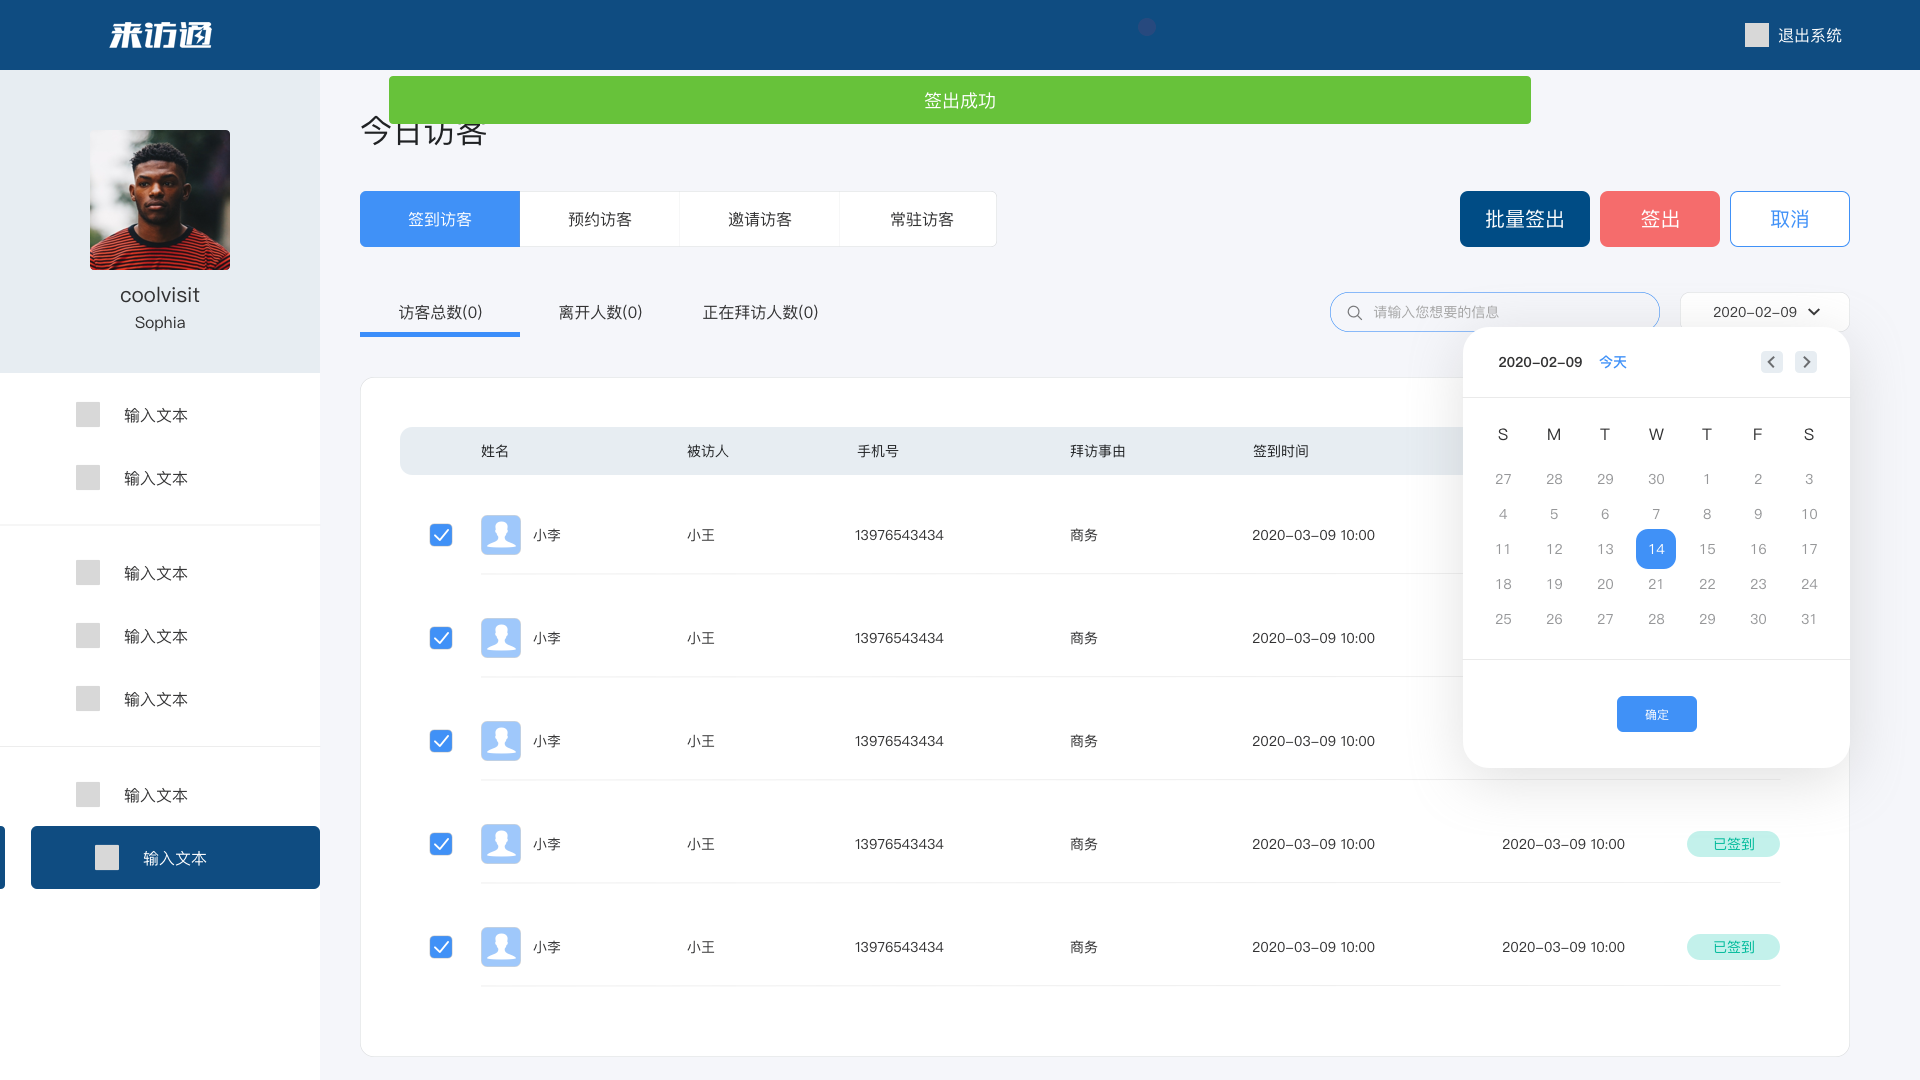 来访通
退出系统
签出成功
今日访客
coolvisit
Sophia
输入文本
输入文本
输入文本
输入文本
输入文本
输入文本
输入文本
签到访客 预约访客 邀请访客 常驻访客
批量签出 签出 取消
访客总数(0) 离开人数(0) 正在拜访人数(0)
请输入您想要的信息
2020-02-09
姓名 被访人 手机号 拜访事由 签到时间
小李 小王 13976543434 商务 2020-03-09 10:00
小李 小王 13976543434 商务 2020-03-09 10:00
小李 小王 13976543434 商务 2020-03-09 10:00
小李 小王 13976543434 商务 2020-03-09 10:00 2020-03-09 10:00 已签到
小李 小王 13976543434 商务 2020-03-09 10:00 2020-03-09 10:00 已签到
2020-02-09 今天
S M T W T F S
27 28 29 30 1 2 3
4 5 6 7 8 9 10
11 12 13 14 15 16 17
18 19 20 21 22 23 24
25 26 27 28 29 30 31
确定